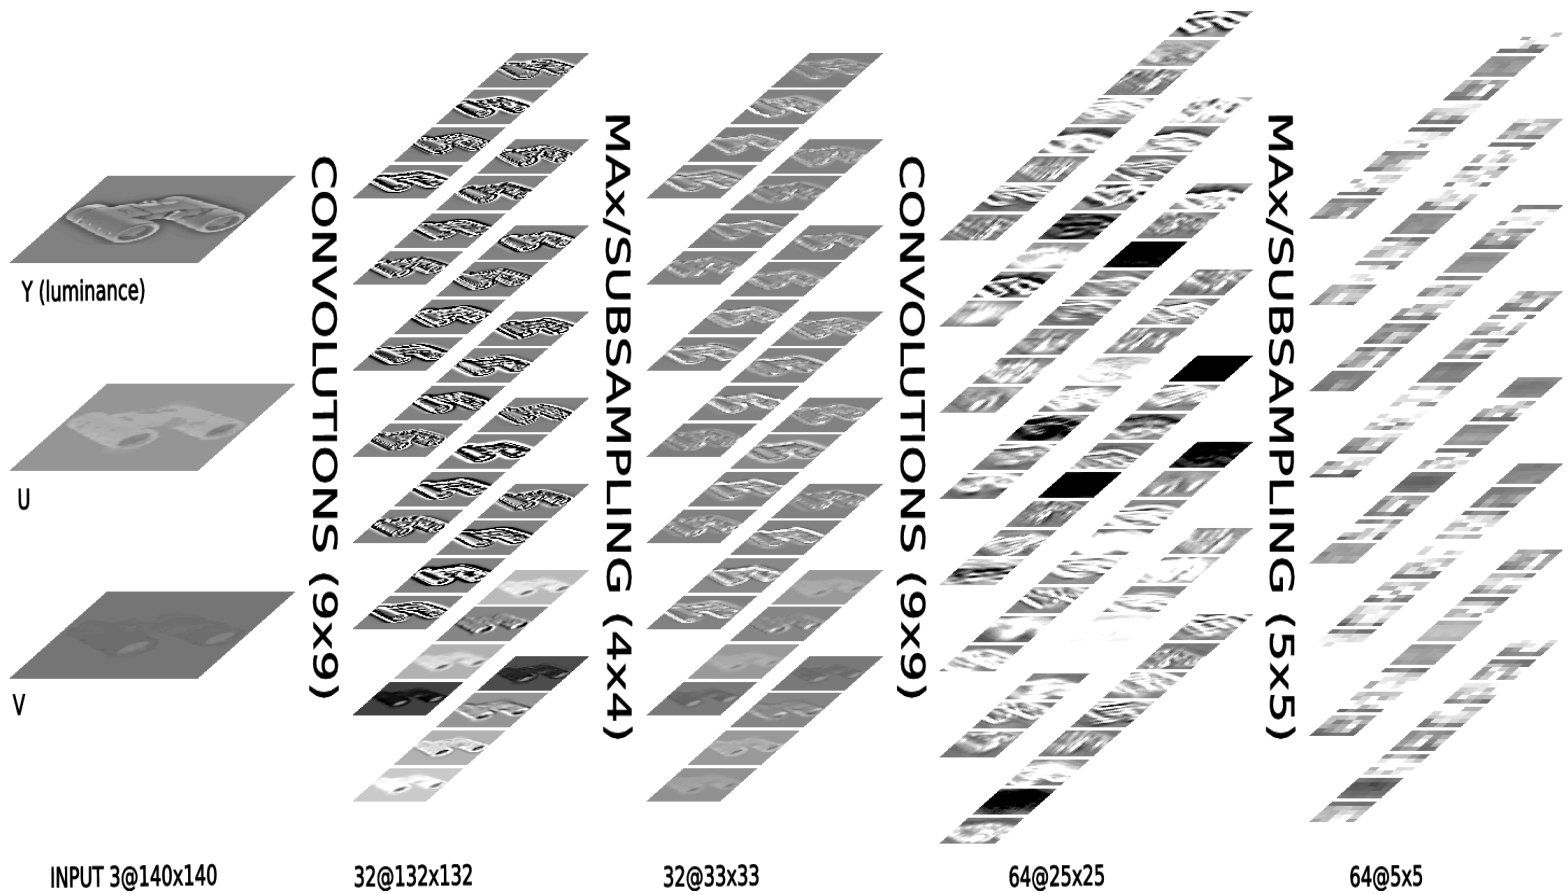 Y (luminance)
U
V
CONVOLUTIONS (9x9)
MAx/SUBSAMPLING (4x4)
CONVOLUTIONS (9x9)
MAx/SUBSAMPLING (5x5)
INPUT 3@140x140
32@132x132
32@33x33
64@25x25
64@5x5